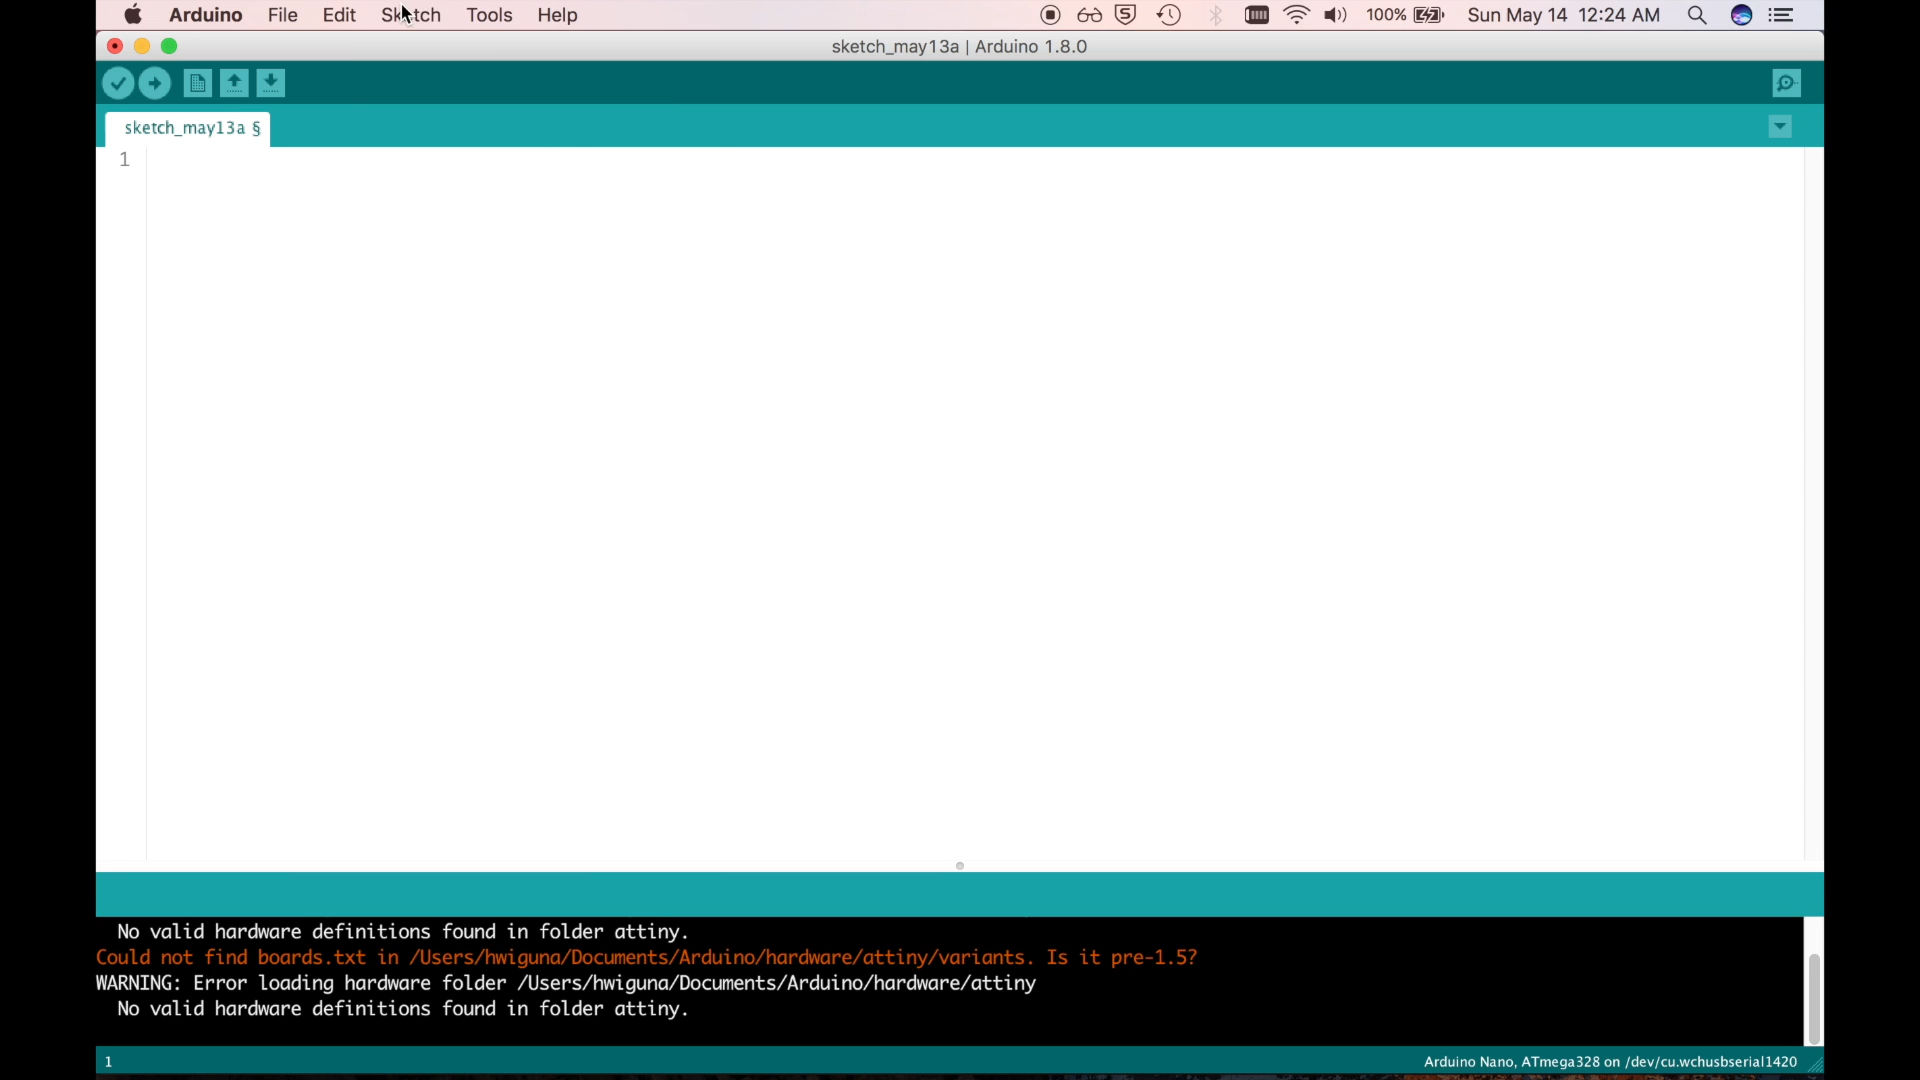 Arduino File Edit Sketch Tools Help 100% Sun May 14 12:24 AM
sketch_may13a | Arduino 1.8.0
sketch_may13a §
1
No valid hardware definitions found in folder attiny.
Could not find boards.txt in /Users/hwiguna/Documents/Arduino/hardware/attiny/variants. Is it pre-1.5?
WARNING: Error loading hardware folder /Users/hwiguna/Documents/Arduino/hardware/attiny
No valid hardware definitions found in folder attiny.
1 Arduino Nano, ATmega328 on /dev/cu.wchusbserial1420